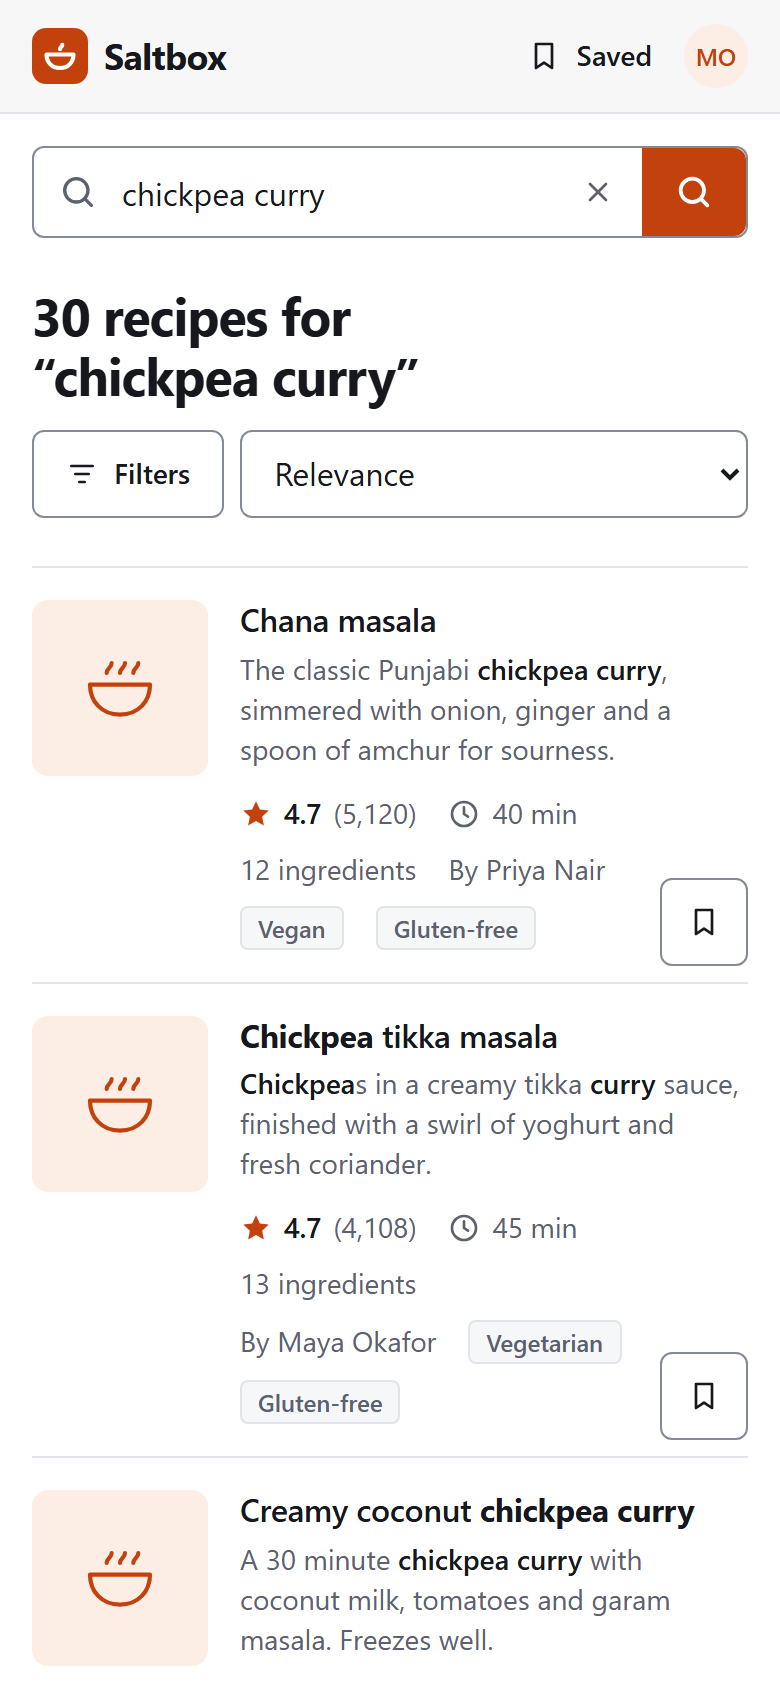 Saltbox
Saved
MO
chickpea curry
30 recipes for
“chickpea curry”
Filters
Relevance
Chana masala
The classic Punjabi chickpea curry,
simmered with onion, ginger and a
spoon of amchur for sourness.
4.7 (5,120) 40 min
12 ingredients By Priya Nair
Vegan Gluten-free
Chickpea tikka masala
Chickpeas in a creamy tikka curry sauce,
finished with a swirl of yoghurt and
fresh coriander.
4.7 (4,108) 45 min
13 ingredients
By Maya Okafor Vegetarian
Gluten-free
Creamy coconut chickpea curry
A 30 minute chickpea curry with
coconut milk, tomatoes and garam
masala. Freezes well.